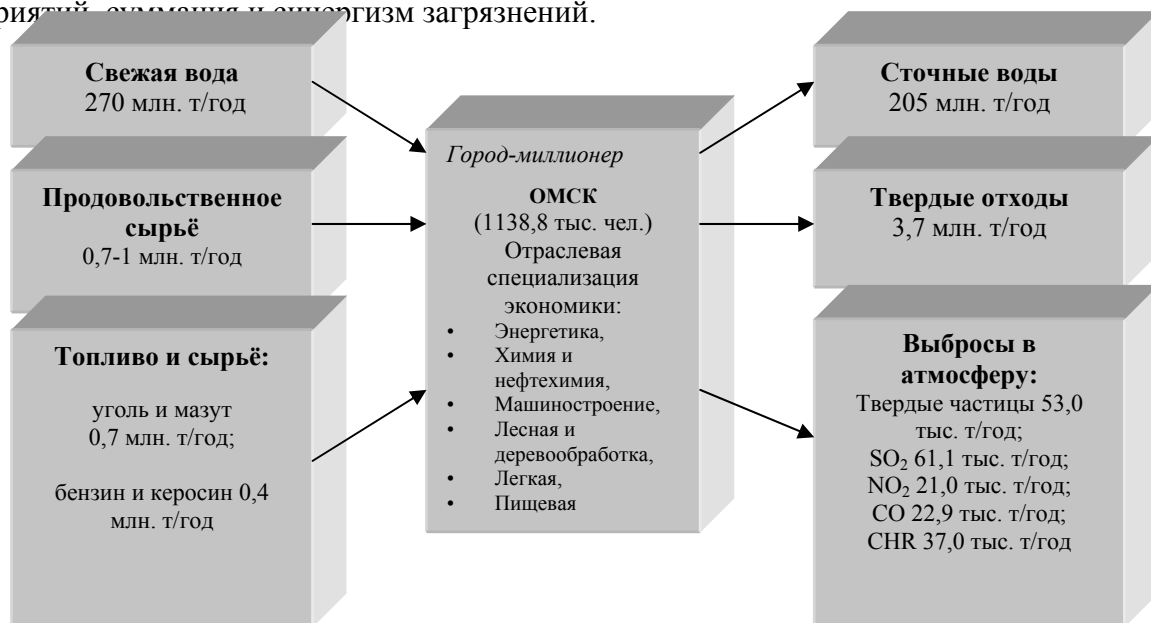 суммация и синергизм загрязнений.
Свежая вода
270 млн. т/год
Продовольственное
сырьё
0,7-1 млн. т/год
Топливо и сырьё:
уголь и мазут
0,7 млн. т/год;
бензин и керосин 0,4
млн. т/год
Город-миллионер
ОМСК
(1138,8 тыс. чел.)
Отраслевая
специализация
экономики:
• Энергетика,
• Химия и
нефтехимия,
• Машиностроение,
• Лесная и
деревообработка,
• Легкая,
• Пищевая
Сточные воды
205 млн. т/год
Твердые отходы
3,7 млн. т/год
Выбросы в
атмосферу:
Твердые частицы 53,0
тыс. т/год;
SO₂ 61,1 тыс. т/год;
NO₂ 21,0 тыс. т/год;
CO 22,9 тыс. т/год;
CHR 37,0 тыс. т/год